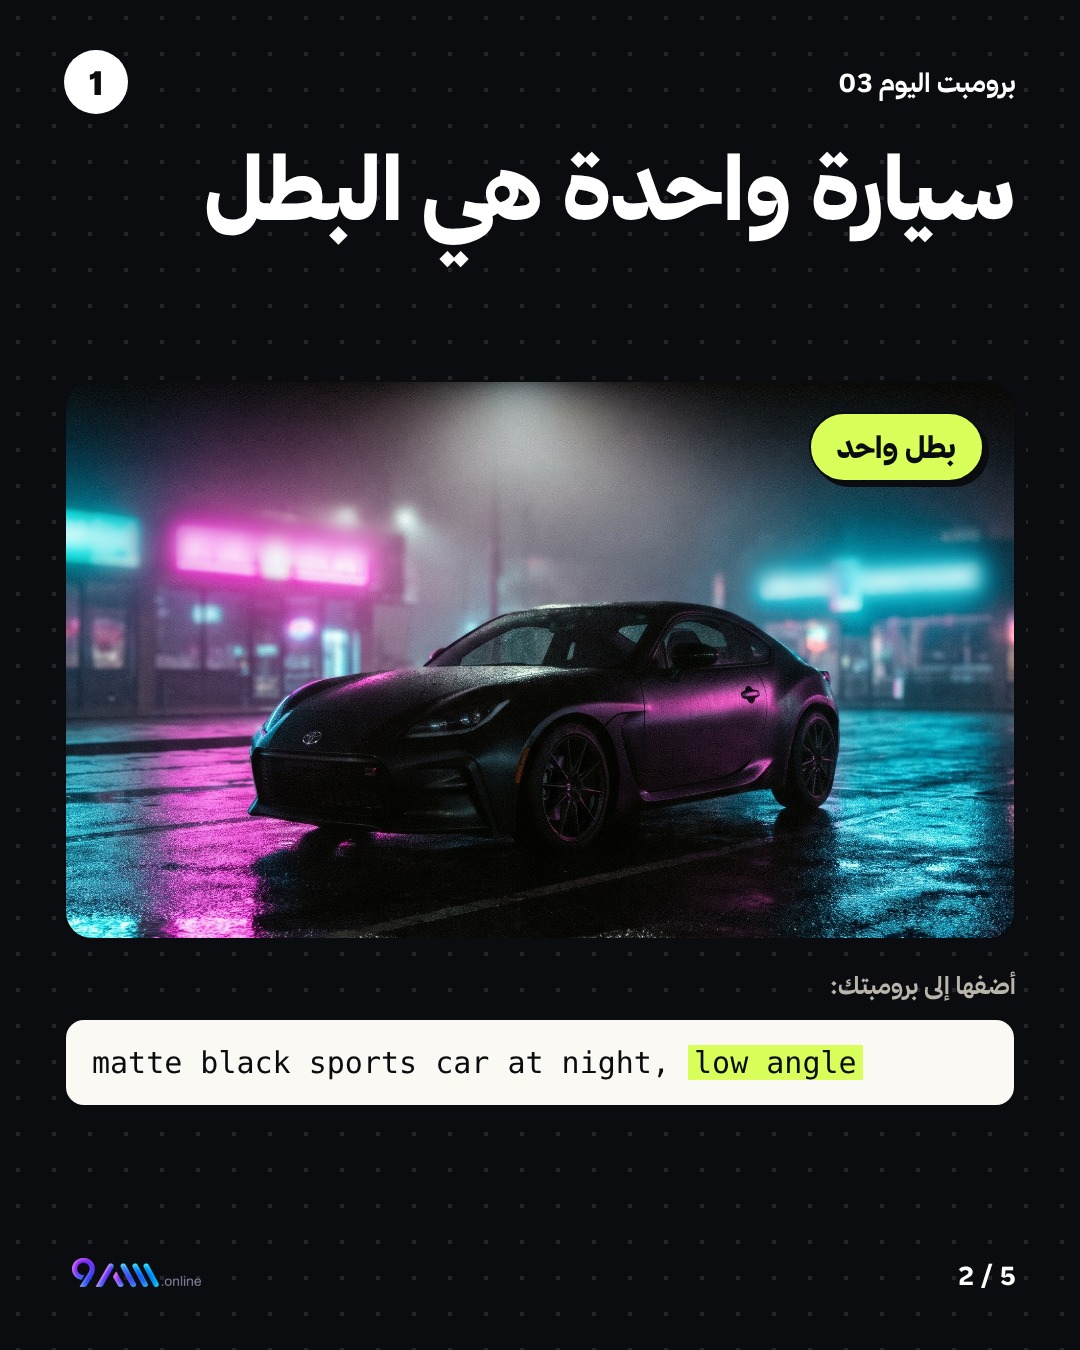 برومبت اليوم 03
1
سيارة واحدة هي البطل
بطل واحد
أضفها إلى برومبتك:
matte black sports car at night, low angle
9AM.online
2 / 5